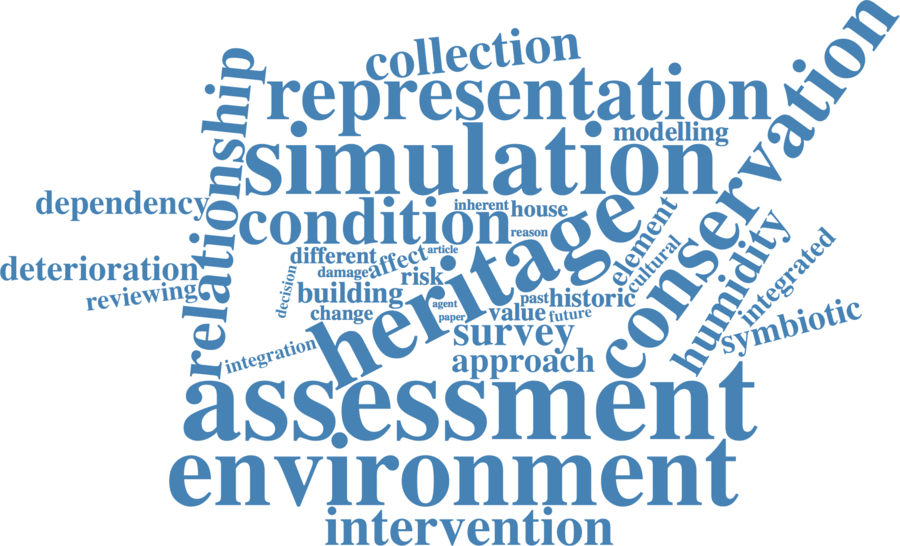 collection
representation
conservation
relationship
simulation
modelling
dependency
condition
inherent
house
reason
heritage
element
cultural
humidity
integrated
symbiotic
deterioration
reviewing
different
article
affect
damage
risk
decision
building
change
agent
paper
past
historic
value
future
survey
integration
approach
assessment
environment
intervention